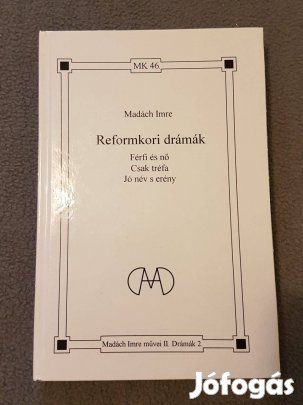 MK 46
Madách Imre
Reformkori drámák
Férfi és nő
Csak tréfa
Jó név s erény
Madách Imre művei II. Drámák 2
Jófogás